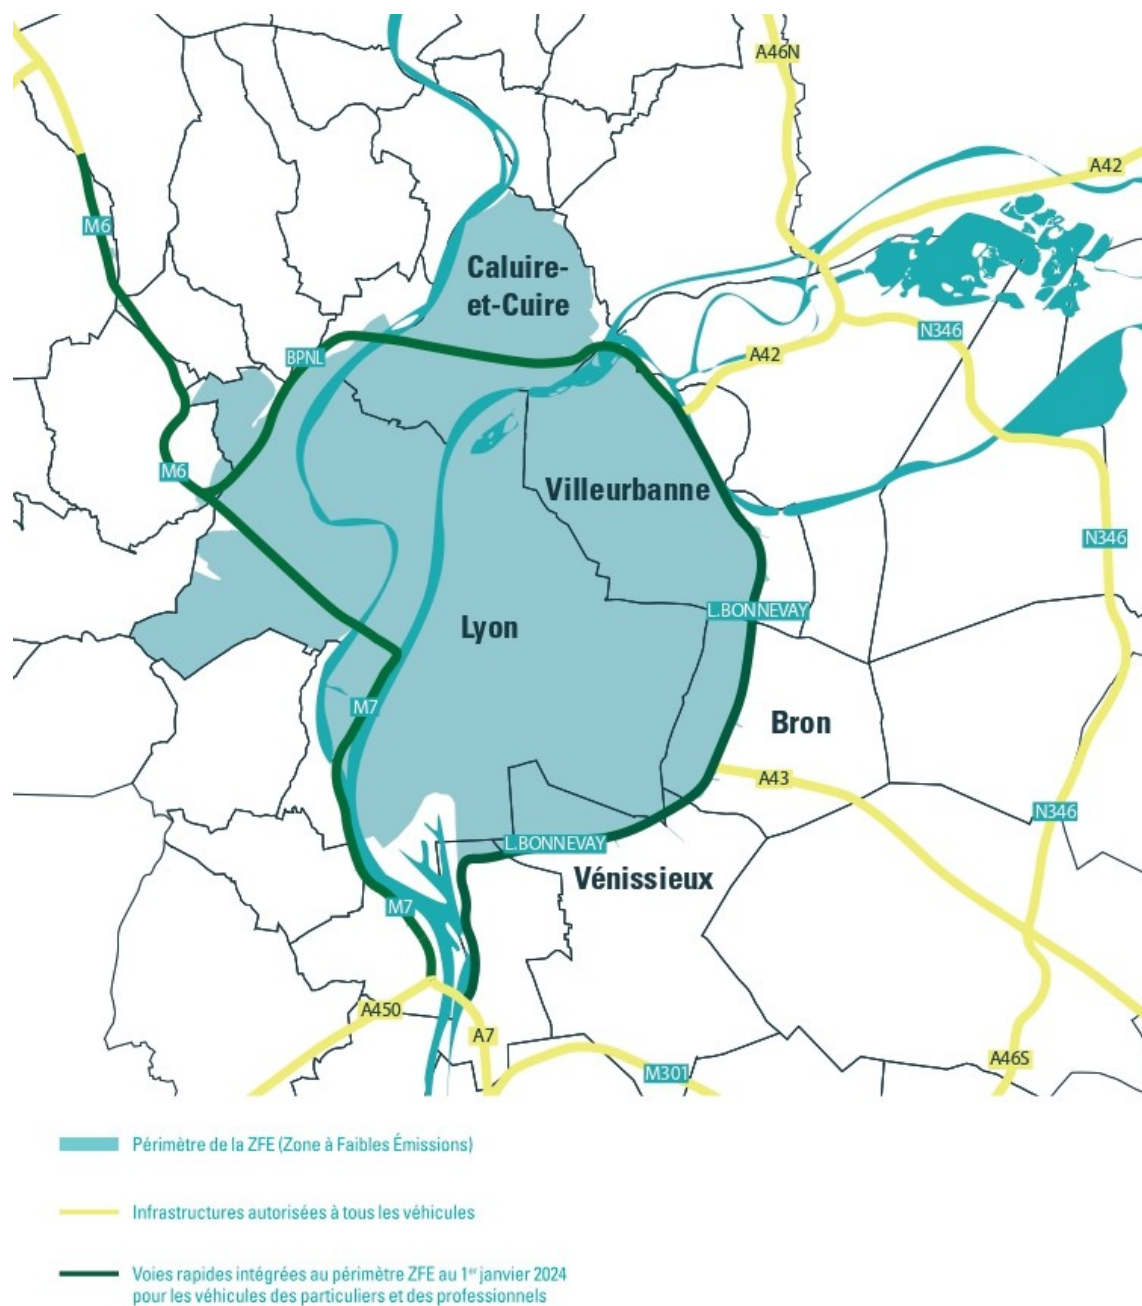 A46N
A42
M6
Caluire-
et-Cuire
N346
BPNL
A42
M6
Villeurbanne
N346
L.BONNEVAY
Lyon
M7
Bron
A43
N346
L.BONNEVAY
Vénissieux
M7
A450
A7
A46S
M301
Périmètre de la ZFE (Zone à Faibles Émissions)
Infrastructures autorisées à tous les véhicules
Voies rapides intégrées au périmètre ZFE au 1er janvier 2024
pour les véhicules des particuliers et des professionnels